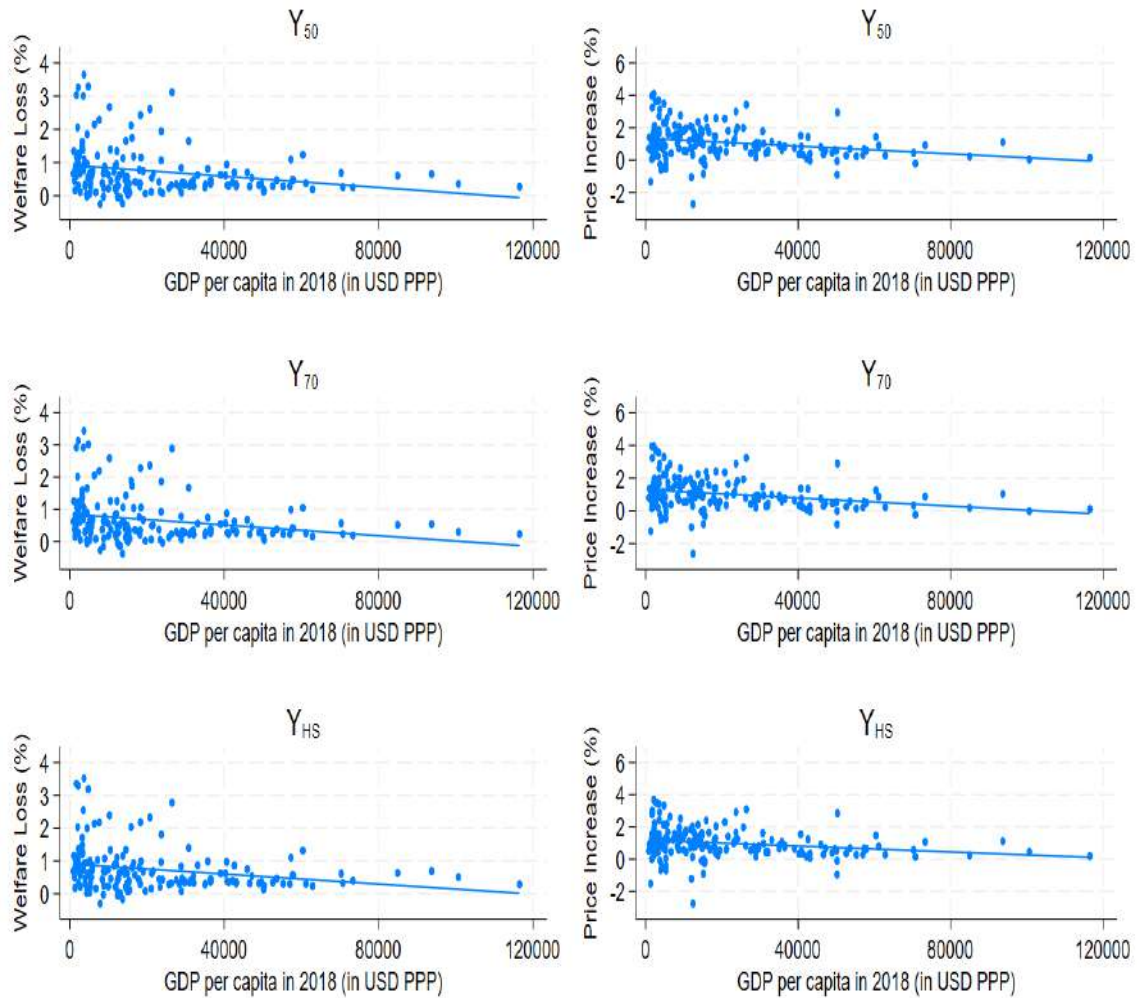 Y50
Welfare Loss (%)
4
3
2
1
0
0 40000 80000 120000
GDP per capita in 2018 (in USD PPP)
Y50
Price Increase (%)
6
4
2
0
-2
0 40000 80000 120000
GDP per capita in 2018 (in USD PPP)
Y70
Welfare Loss (%)
4
3
2
1
0
0 40000 80000 120000
GDP per capita in 2018 (in USD PPP)
Y70
Price Increase (%)
6
4
2
0
-2
0 40000 80000 120000
GDP per capita in 2018 (in USD PPP)
YHS
Welfare Loss (%)
4
3
2
1
0
0 40000 80000 120000
GDP per capita in 2018 (in USD PPP)
YHS
Price Increase (%)
6
4
2
0
-2
0 40000 80000 120000
GDP per capita in 2018 (in USD PPP)